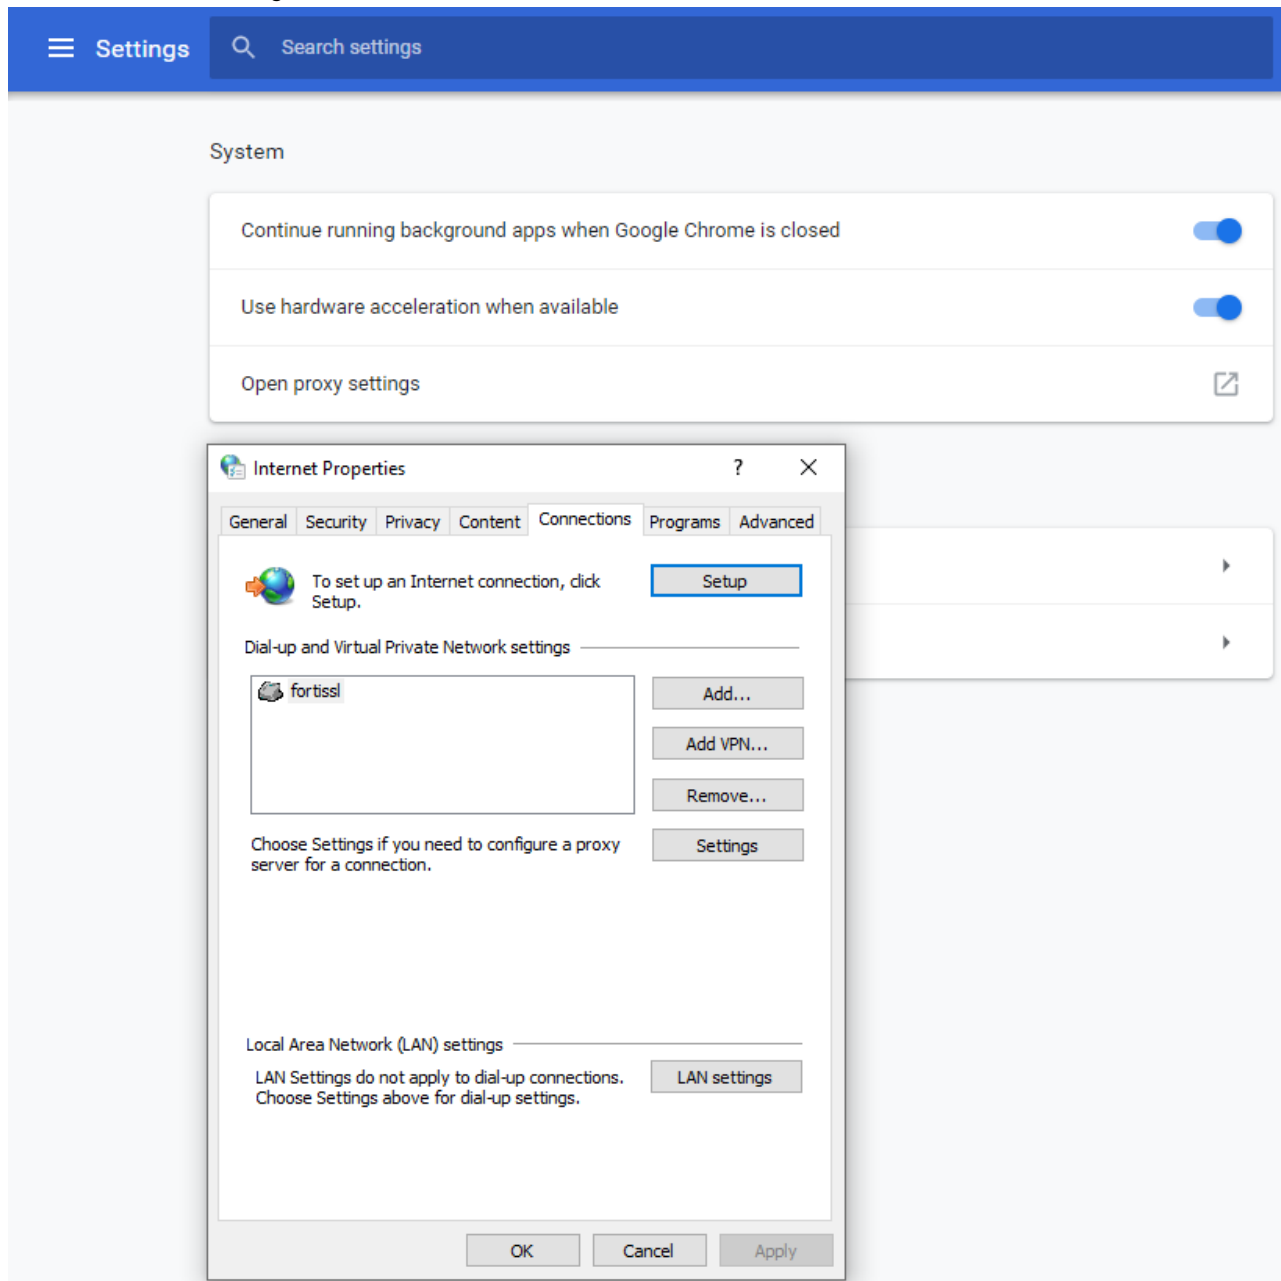 Settings
Search settings
System
Continue running background apps when Google Chrome is closed
Use hardware acceleration when available
Open proxy settings
Internet Properties
?
General Security Privacy Content Connections Programs Advanced
To set up an Internet connection, click
Setup.
Setup
Dial-up and Virtual Private Network settings
fortissl
Add...
Add VPN...
Remove...
Choose Settings if you need to configure a proxy
server for a connection.
Settings
Local Area Network (LAN) settings
LAN Settings do not apply to dial-up connections.
Choose Settings above for dial-up settings.
LAN settings
OK Cancel Apply